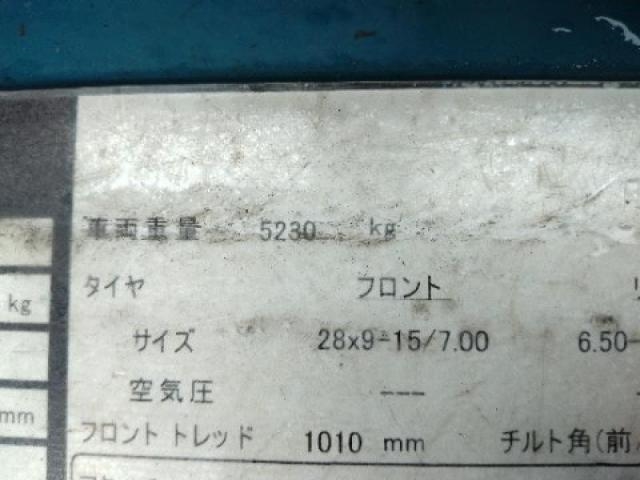 車両重量 5230 kg
kg
タイヤ フロント リ
サイズ 28x9-15/7.00 6.50-
空気圧 ---
mm
フロント トレッド 1010 mm チルト角(前/